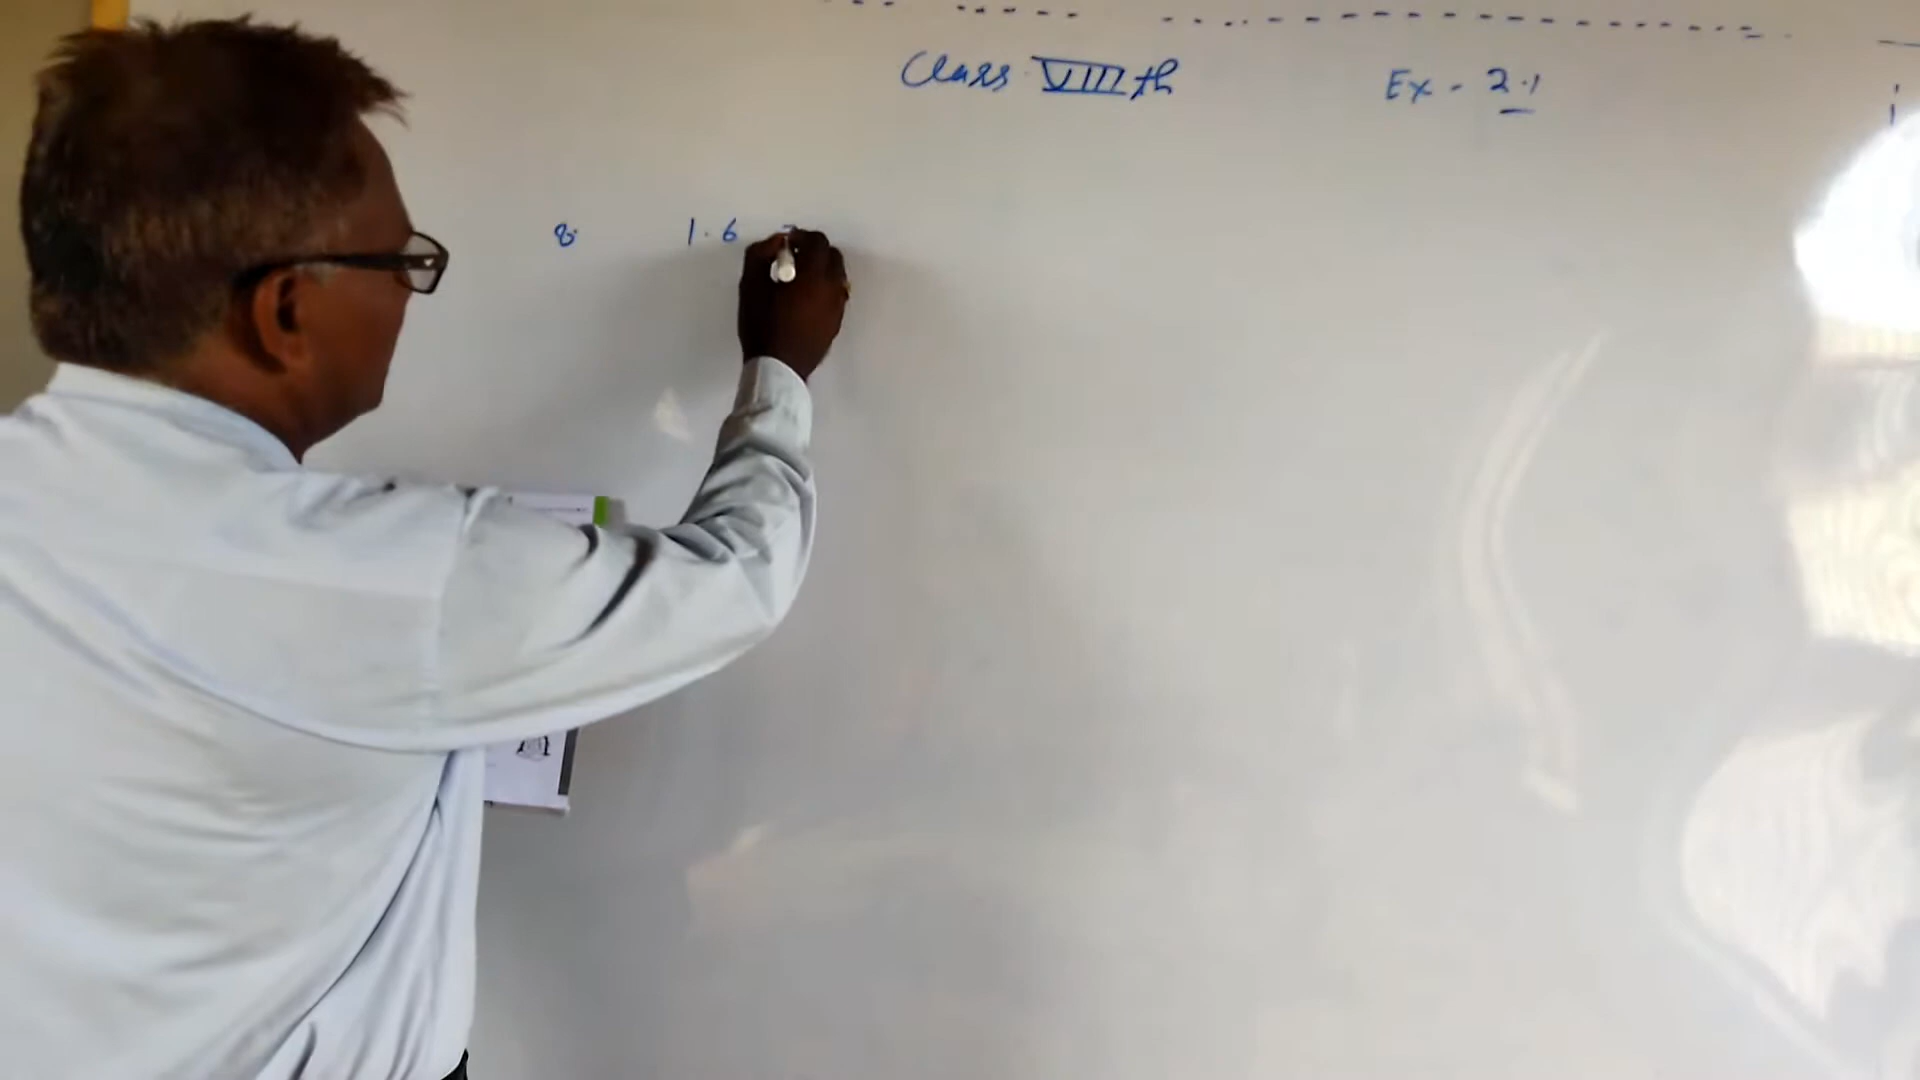 Class VIIIth Ex - 2.1
8. 1.6 =